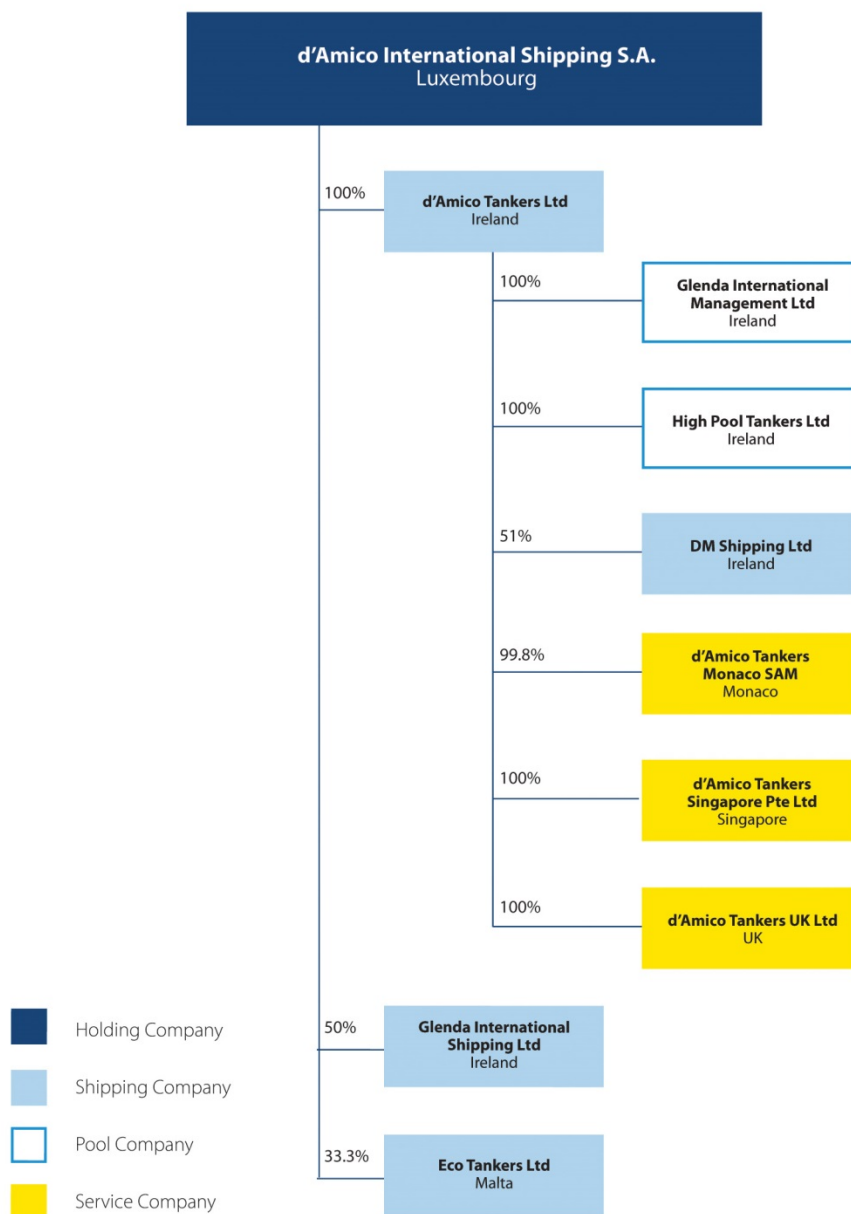 d’Amico International Shipping S.A.
Luxembourg
100%
d’Amico Tankers Ltd
Ireland
100%
Glenda International
Management Ltd
Ireland
100%
High Pool Tankers Ltd
Ireland
51%
DM Shipping Ltd
Ireland
99.8%
d’Amico Tankers
Monaco SAM
Monaco
100%
d’Amico Tankers
Singapore Pte Ltd
Singapore
100%
d’Amico Tankers UK Ltd
UK
50%
Glenda International
Shipping Ltd
Ireland
33.3%
Eco Tankers Ltd
Malta
Holding Company
Shipping Company
Pool Company
Service Company